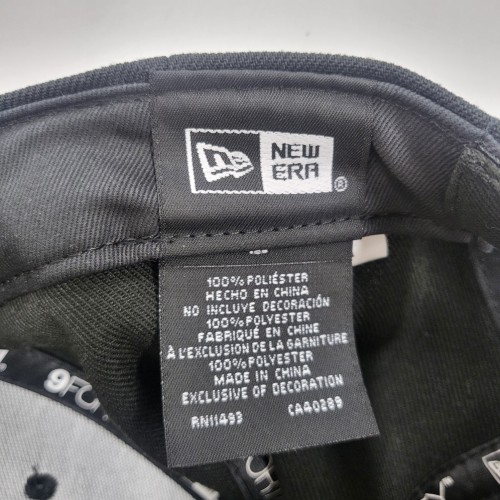 NEW
ERA
®
100% POLIÉSTER
HECHO EN CHINA
NO INCLUYE DECORACIÓN
100% POLYESTER
FABRIQUÉ EN CHINE
À L'EXCLUSION DE LA GARNITURE
100% POLYESTER
MADE IN CHINA
EXCLUSIVE OF DECORATION
RN11493 CA40289